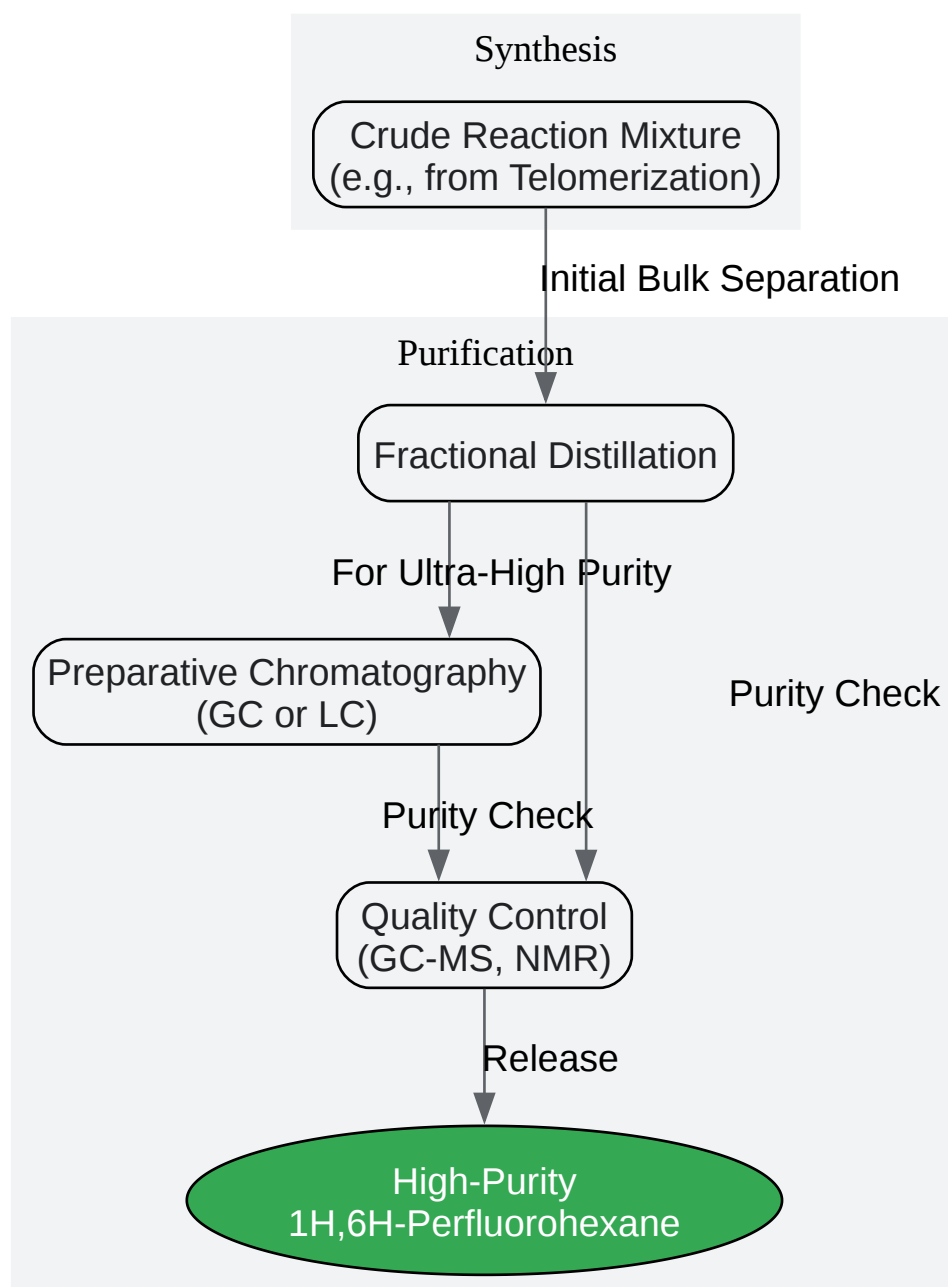 Synthesis
Crude Reaction Mixture
(e.g., from Telomerization)
Initial Bulk Separation
Purification
Fractional Distillation
For Ultra-High Purity
Preparative Chromatography
(GC or LC)
Purity Check
Purity Check
Quality Control
(GC-MS, NMR)
Release
High-Purity
1H,6H-Perfluorohexane